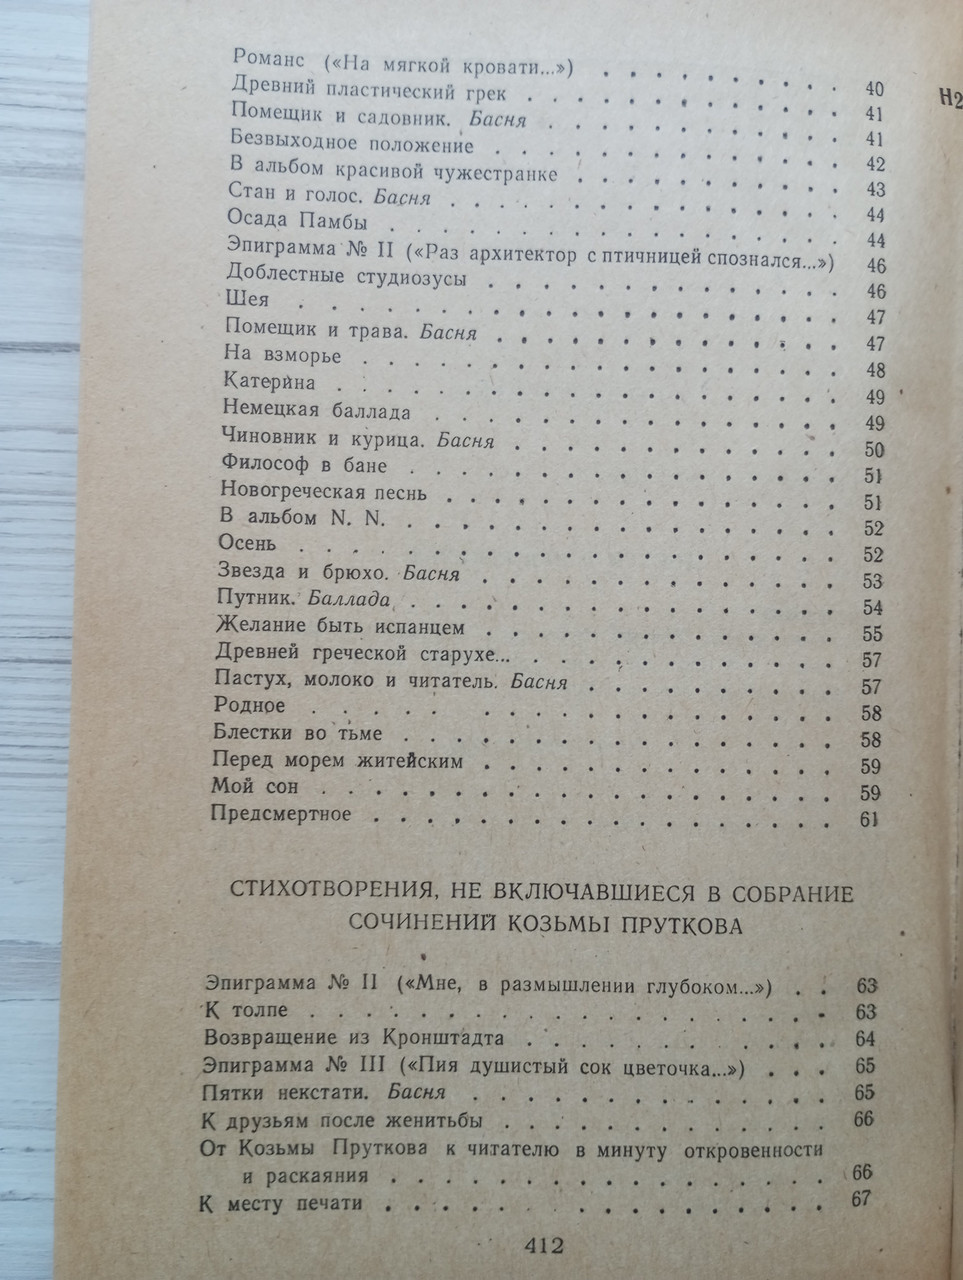 Романс («На мягкой кровати...») . . . . . . . . . 40
Древний пластический грек . . . . . . . . . . . . 41
Помещик и садовник. Басня . . . . . . . . . . . 41
Безвыходное положение . . . . . . . . . . . . . 42
В альбом красивой чужестранке . . . . . . . . . . 43
Стан и голос. Басня . . . . . . . . . . . . . . . 44
Осада Памбы . . . . . . . . . . . . . . . . . 44
Эпиграмма № II («Раз архитектор с птичницей спознался...») 46
Доблестные студиозусы . . . . . . . . . . . . . 46
Шея . . . . . . . . . . . . . . . . . . . . 47
Помещик и трава. Басня . . . . . . . . . . . . . 47
На взморье . . . . . . . . . . . . . . . . . . 48
Катерина . . . . . . . . . . . . . . . . . . . 49
Немецкая баллада . . . . . . . . . . . . . . . 49
Чиновник и курица. Басня . . . . . . . . . . . . 50
Философ в бане . . . . . . . . . . . . . . . . 51
Новогреческая песнь . . . . . . . . . . . . . . 51
В альбом N. N. . . . . . . . . . . . . . . . . 52
Осень . . . . . . . . . . . . . . . . . . . . 52
Звезда и брюхо. Басня . . . . . . . . . . . . . 53
Путник. Баллада . . . . . . . . . . . . . . . . 54
Желание быть испанцем . . . . . . . . . . . . . 55
Древней греческой старухе... . . . . . . . . . . . 57
Пастух, молоко и читатель. Басня . . . . . . . . . 57
Родное . . . . . . . . . . . . . . . . . . . 58
Блестки во тьме . . . . . . . . . . . . . . . . 58
Перед морем житейским . . . . . . . . . . . . . 59
Мой сон . . . . . . . . . . . . . . . . . . . 59
Предсмертное . . . . . . . . . . . . . . . . . 61
СТИХОТВОРЕНИЯ, НЕ ВКЛЮЧАВШИЕСЯ В СОБРАНИЕ
СОЧИНЕНИЙ КОЗЬМЫ ПРУТКОВА
Эпиграмма № II («Мне, в размышлении глубоком...») . . 63
К толпе . . . . . . . . . . . . . . . . . . . 63
Возвращение из Кронштадта . . . . . . . . . . . 64
Эпиграмма № III («Пия душистый сок цветочка...») . . . 65
Пятки некстати. Басня . . . . . . . . . . . . . 65
К друзьям после женитьбы . . . . . . . . . . . . 66
От Козьмы Пруткова к читателю в минуту откровенности
и раскаяния . . . . . . . . . . . . . . . . 66
К месту печати . . . . . . . . . . . . . . . . 67
412